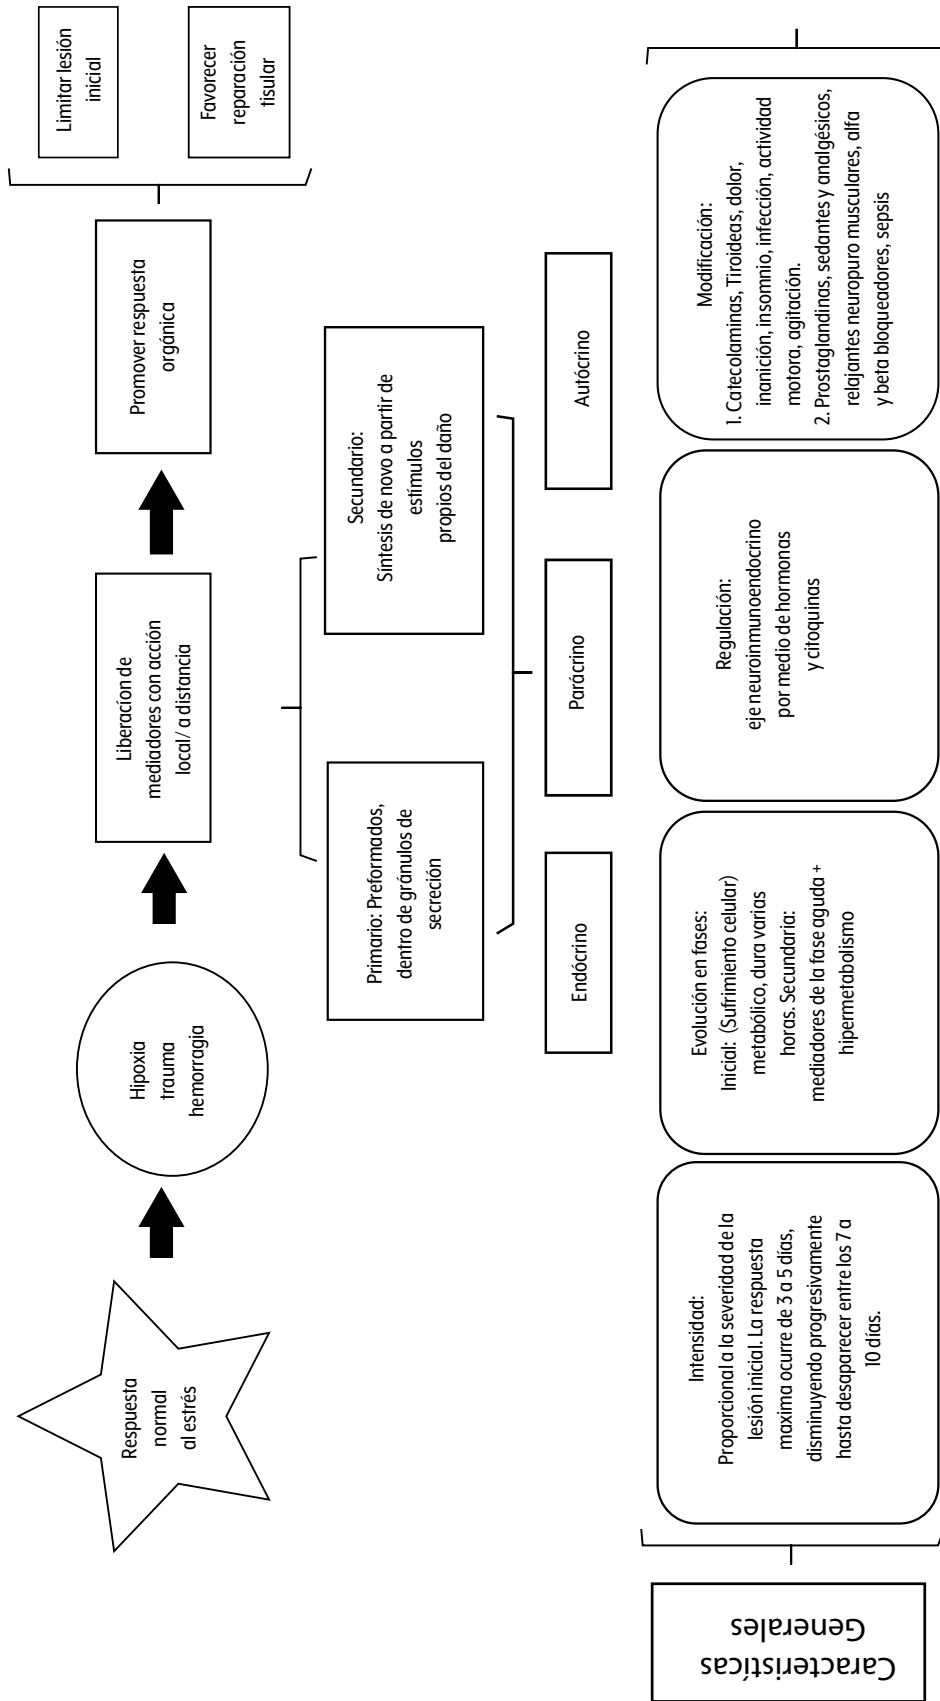 Respuesta
normal
al estrés
Hipoxia
trauma
hemorragia
Liberacíon de
mediadores con acción
local/ a distancia
Promover respuesta
orgánica
Limitar lesión
inicial
Favorecer
reparación
tisular
Primario: Preformados,
dentro de gránulos de
secreción
Secundario:
Síntesis de novo a partir de
estímulos
propios del daño
Endócrino
Parácrino
Autócrino
Características
Generales
Intensidad:
Proporcional a la severidad de la
lesión inicial. La respuesta
maxima ocurre de 3 a 5 días,
disminuyendo progresivamente
hasta desaparecer entre los 7 a
10 días.
Evolución en fases:
Inicial: (Sufrimiento celular)
metabólico, dura varias
horas. Secundaria:
mediadores de la fase aguda +
hipermetabolismo
Regulación:
eje neuroinmunoendocrino
por medio de hormonas
y citoquinas
Modificación:
1. Catecolaminas, Tiroideas, dolor,
inanición, insomnio, infección, actividad
motora, agitación.
2. Prostaglandinas, sedantes y analgésicos,
relajantes neuropuro musculares, alfa
y beta bloqueadores, sepsis